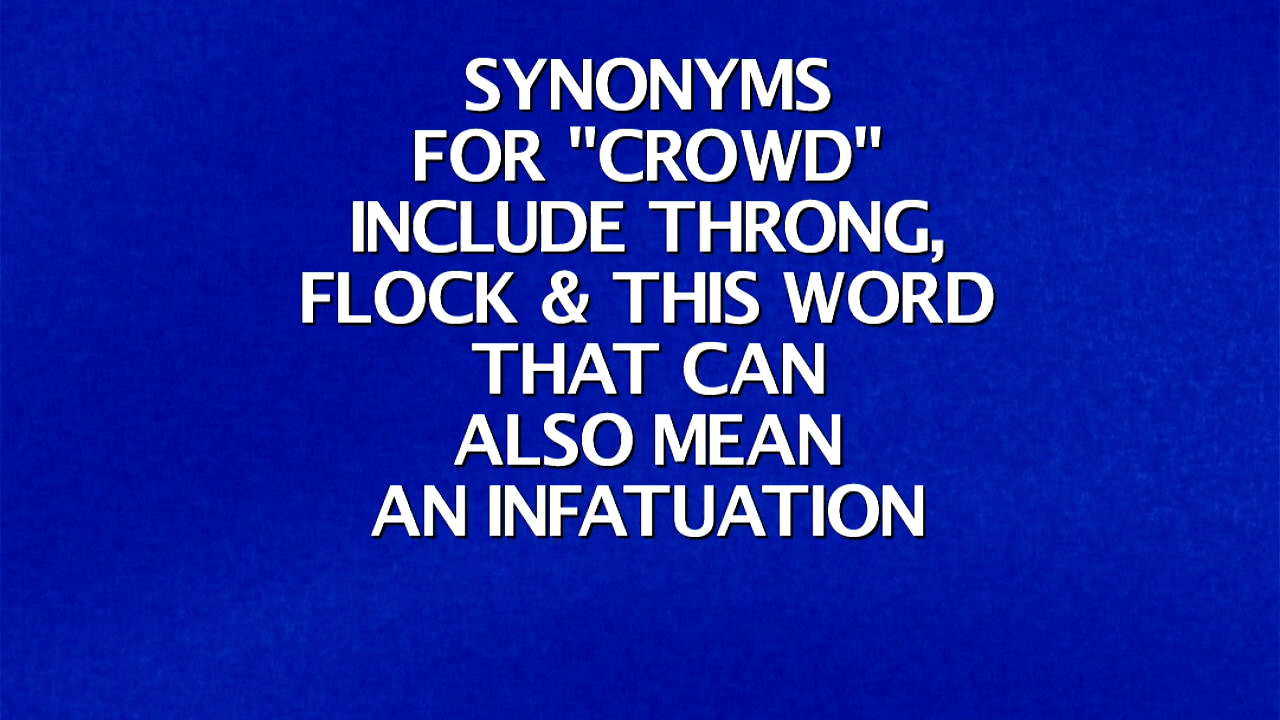 SYNONYMS
FOR "CROWD"
INCLUDE THRONG,
FLOCK & THIS WORD
THAT CAN
ALSO MEAN
AN INFATUATION